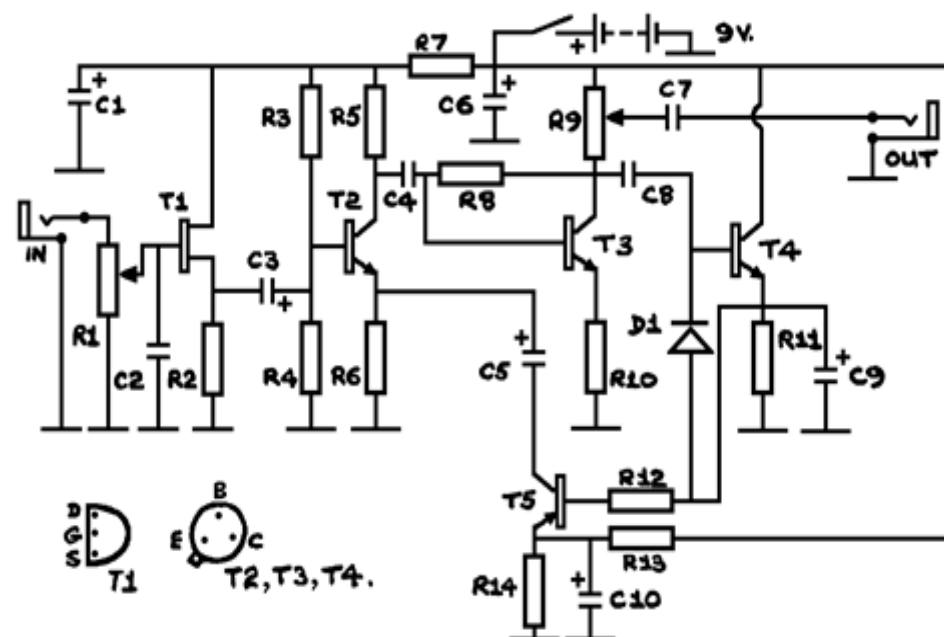 R7
+
9V.
+
C1
+
R3
R5
C6
+
R9
C7
OUT
T1
T2
C4
R8
C8
IN
C3
+
T3
T4
R1
C2
R2
R4
R6
+
C5
R10
D1
R11
+
C9
B
D
G
S
E
C
T1
T2, T3, T4.
T5
R12
R13
R14
+
C10